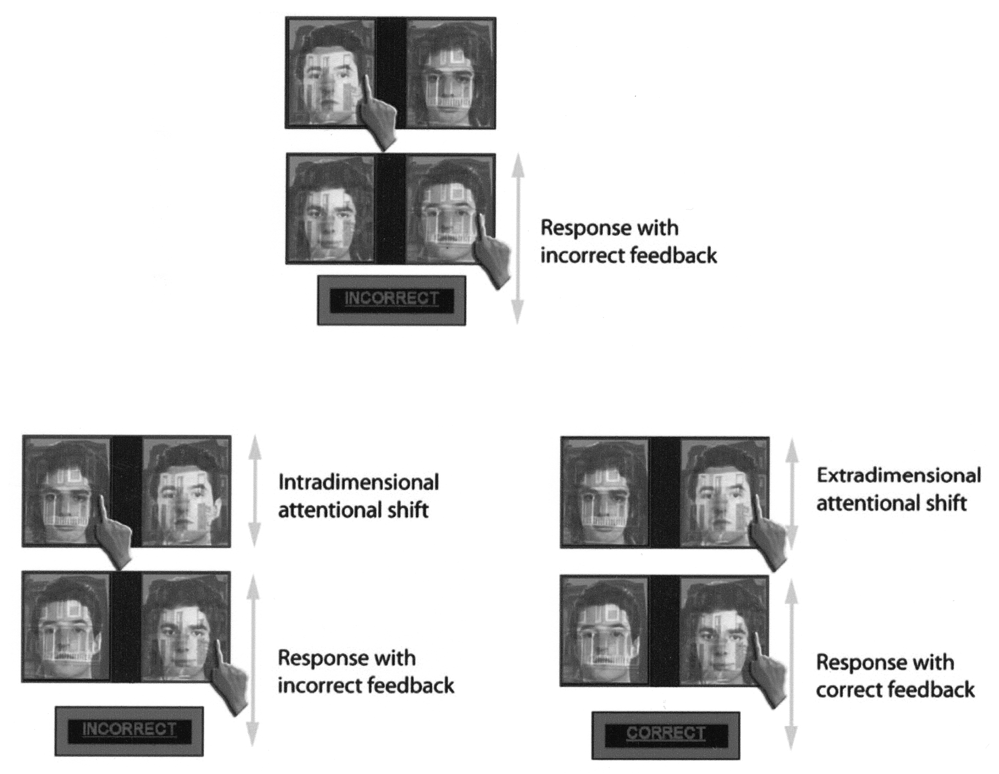 Response with
incorrect feedback
INCORRECT
Intradimensional
attentional shift
Response with
incorrect feedback
INCORRECT
Extradimensional
attentional shift
Response with
correct feedback
CORRECT